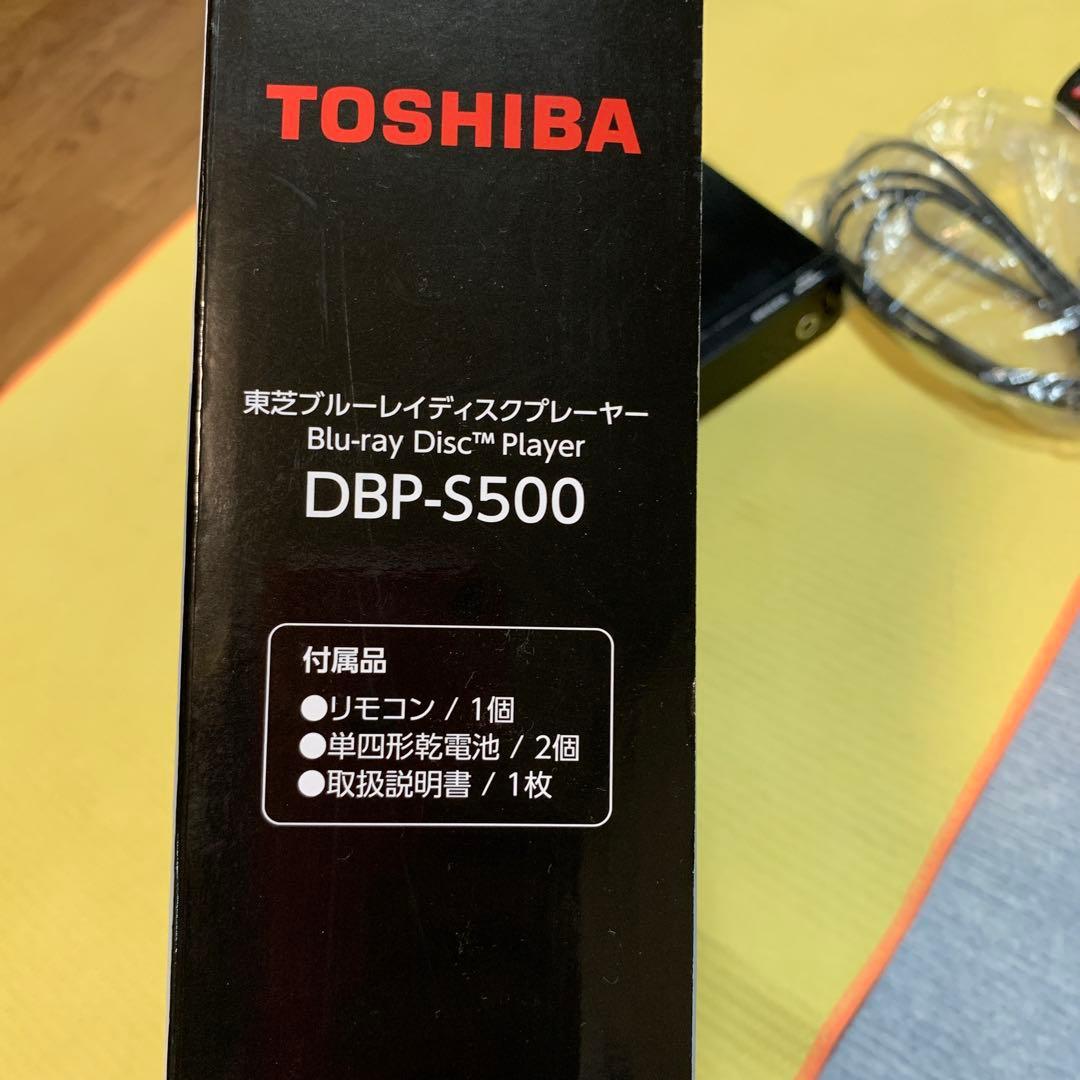 TOSHIBA
東芝ブルーレイディスクプレーヤー
Blu-ray Disc™ Player
DBP-S500
付属品
●リモコン / 1個
●単四形乾電池 / 2個
●取扱説明書 / 1枚